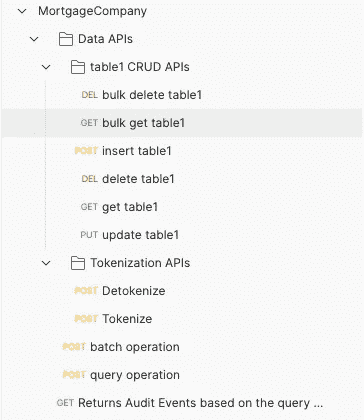 MortgageCompany
Data APIs
table1 CRUD APIs
DEL bulk delete table1
GET bulk get table1
POST insert table1
DEL delete table1
GET get table1
PUT update table1
Tokenization APIs
POST Detokenize
POST Tokenize
POST batch operation
POST query operation
GET Returns Audit Events based on the query ...